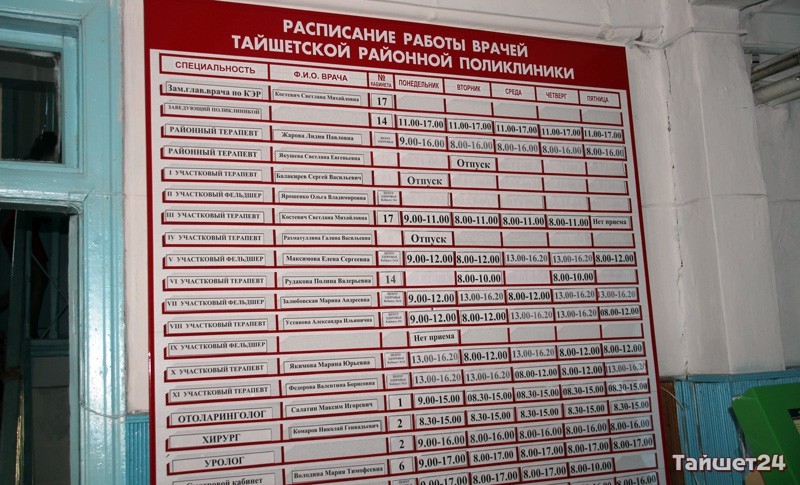 РАСПИСАНИЕ РАБОТЫ ВРАЧЕЙ
ТАЙШЕТСКОЙ РАЙОННОЙ ПОЛИКЛИНИКИ
СПЕЦИАЛЬНОСТЬ Ф.И.О. ВРАЧА № КАБИНЕТА ПОНЕДЕЛЬНИК ВТОРНИК СРЕДА ЧЕТВЕРГ ПЯТНИЦА
Зам.глав.врача по КЭР Костевич Светлана Михайловна 17
ЗАВЕДУЮЩИЙ ПОЛИКЛИНИКОЙ 14 11.00-17.00 11.00-17.00 11.00-17.00 11.00-17.00 11.00-17.00
РАЙОННЫЙ ТЕРАПЕВТ Жарова Лидия Павловна 9.00-16.00 8.00-16.00 8.00-16.00 8.00-16.00 8.00-16.00
РАЙОННЫЙ ТЕРАПЕВТ Якушева Светлана Евгеньевна Отпуск
I УЧАСТКОВЫЙ ТЕРАПЕВТ Балакирев Сергей Васильевич Отпуск
II УЧАСТКОВЫЙ ФЕЛЬДШЕР Ярошенко Ольга Владимировна
III УЧАСТКОВЫЙ ТЕРАПЕВТ Костевич Светлана Михайловна 17 9.00-11.00 8.00-11.00 8.00-11.00 8.00-11.00 Нет приема
IV УЧАСТКОВЫЙ ТЕРАПЕВТ Рахматуллина Галина Васильевна Отпуск
V УЧАСТКОВЫЙ ФЕЛЬДШЕР Максимова Елена Сергеевна 9.00-12.00 8.00-12.00 13.00-16.20 13.00-16.20 8.00-12.00
VI УЧАСТКОВЫЙ ТЕРАПЕВТ Рудакова Полина Валерьевна 14 8.00-10.00 8.00-10.00
VII УЧАСТКОВЫЙ ФЕЛЬДШЕР Залюбовская Марина Андреевна 9.00-12.00 13.00-16.20 8.00-12.00 13.00-16.20 13.00-16.20
VIII УЧАСТКОВЫЙ ТЕРАПЕВТ Усснкова Александра Ильинична 9.00-12.00 8.00-12.00 13.00-16.20 13.00-16.20 08.00-12.00
IX УЧАСТКОВЫЙ ФЕЛЬДШЕР Нет приема
X УЧАСТКОВЫЙ ТЕРАПЕВТ Якимова Марина Юрьевна 13.00-16.20 8.00-12.00 13.00-16.20 8.00-12.00 8.00-12.00
XI УЧАСТКОВЫЙ ТЕРАПЕВТ Федорова Валентина Борисовна 13.00-16.20 13.00-16.20 08.00-12.00 8.00-12.00 13.00-16.20
ОТОЛАРИНГОЛОГ Салатин Максим Игоревич 1 9.00-15.00 08.30-15.00 08.30-15.00 08.30-15.00 08.30-15.00
ХИРУРГ Комаров Николай Геннадьевич 2 8.30-15.00 8.30-15.00 8.30-15.00 8.30-15.00 8.30-15.00
УРОЛОГ 2 9.00-16.00 8.00-16.00 8.00-16.00 8.00-16.00 8.00-16.00
кабинет Володина Мария Тимофеевна 6 9.00-17.00 8.00-17.00 8.00-17.00 8.00-17.00 8.00-17.00
9.00-17.00 8.00-12.00 8.00-17.00 8.00-10.00
Тайшет24